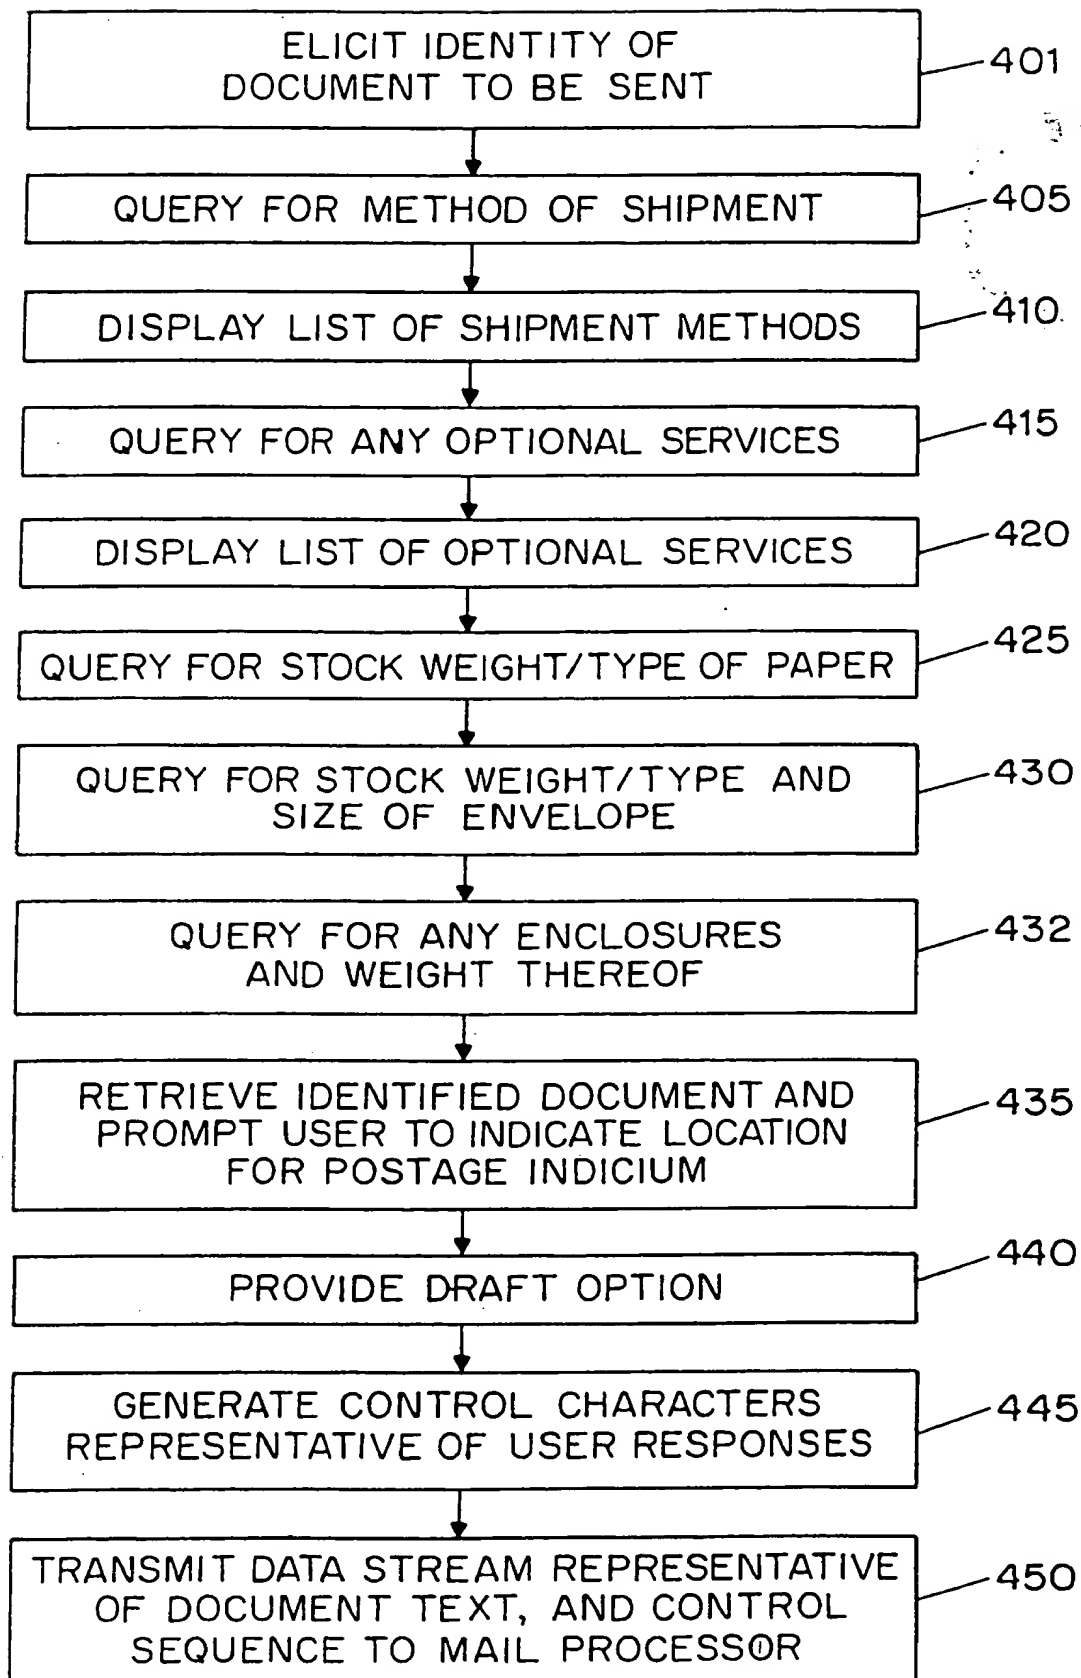 ELICIT IDENTITY OF
DOCUMENT TO BE SENT
401
QUERY FOR METHOD OF SHIPMENT
405
DISPLAY LIST OF SHIPMENT METHODS
410
QUERY FOR ANY OPTIONAL SERVICES
415
DISPLAY LIST OF OPTIONAL SERVICES
420
QUERY FOR STOCK WEIGHT/TYPE OF PAPER
425
QUERY FOR STOCK WEIGHT/TYPE AND
SIZE OF ENVELOPE
430
QUERY FOR ANY ENCLOSURES
AND WEIGHT THEREOF
432
RETRIEVE IDENTIFIED DOCUMENT AND
PROMPT USER TO INDICATE LOCATION
FOR POSTAGE INDICIUM
435
PROVIDE DRAFT OPTION
440
GENERATE CONTROL CHARACTERS
REPRESENTATIVE OF USER RESPONSES
445
TRANSMIT DATA STREAM REPRESENTATIVE
OF DOCUMENT TEXT, AND CONTROL
SEQUENCE TO MAIL PROCESSOR
450